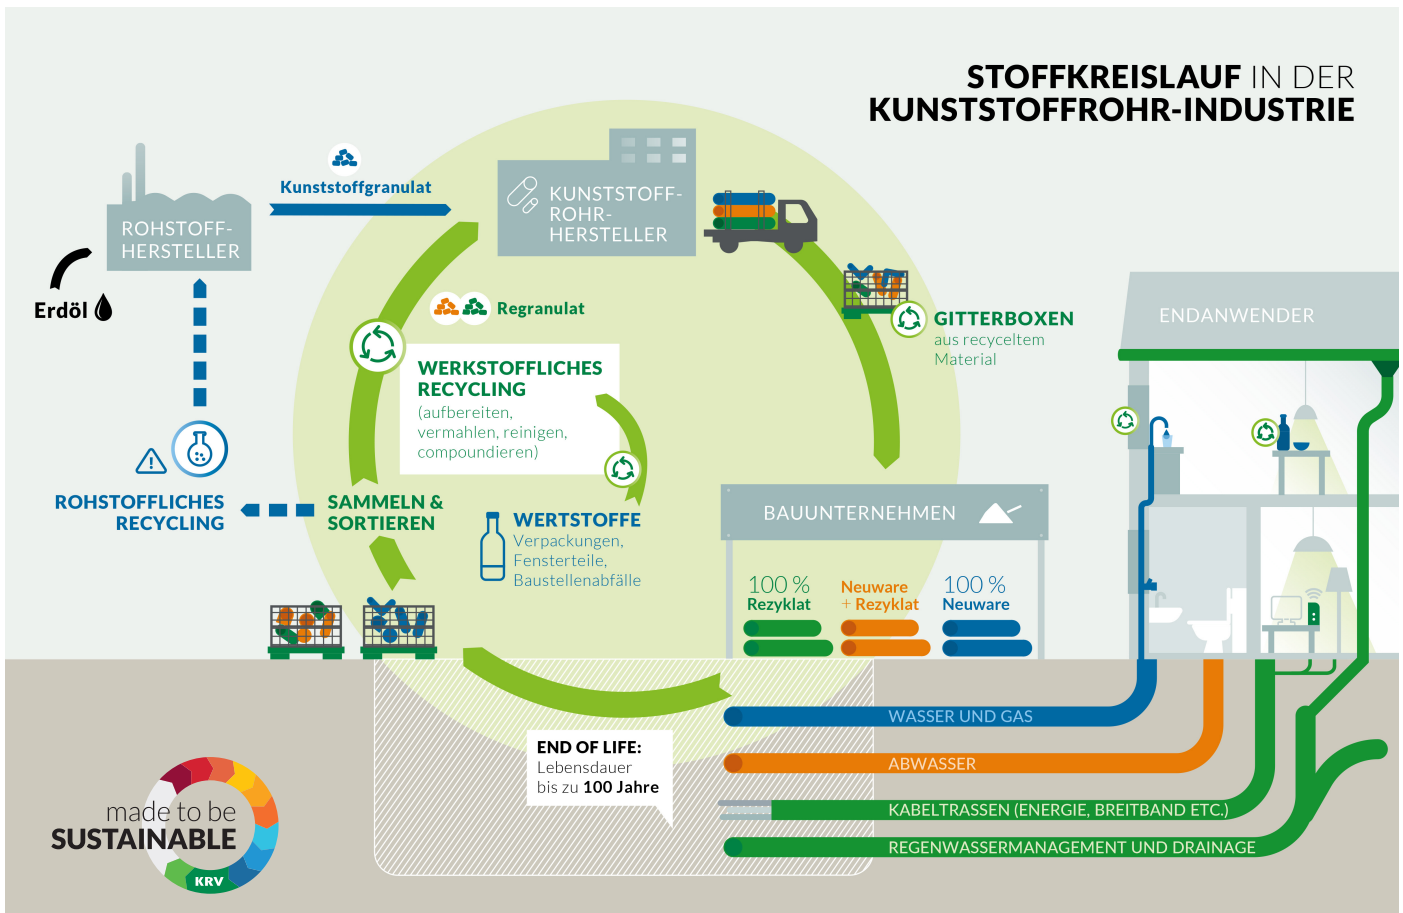 STOFFKREISLAUF IN DER
KUNSTSTOFFROHR-INDUSTRIE
Kunststoffgranulat
ROHSTOFF-
HERSTELLER
KUNSTSTOFF-
ROHR-
HERSTELLER
Erdöl
Regranulat
GITTERBOXEN
aus recyceltem
Material
ENDANWENDER
WERKSTOFFLICHES
RECYCLING
(aufbereiten,
vermahlen, reinigen,
compoundieren)
!
ROHSTOFFLICHES
RECYCLING
SAMMELN &
SORTIEREN
WERTSTOFFE
Verpackungen,
Fensterteile,
Baustellenabfälle
BAUUNTERNEHMEN
100 %
Rezyklat
Neuware
+ Rezyklat
100 %
Neuware
WASSER UND GAS
END OF LIFE:
Lebensdauer
bis zu 100 Jahre
ABWASSER
KABELTRASSEN (ENERGIE, BREITBAND ETC.)
REGENWASSERMANAGEMENT UND DRAINAGE
made to be
SUSTAINABLE
KRV